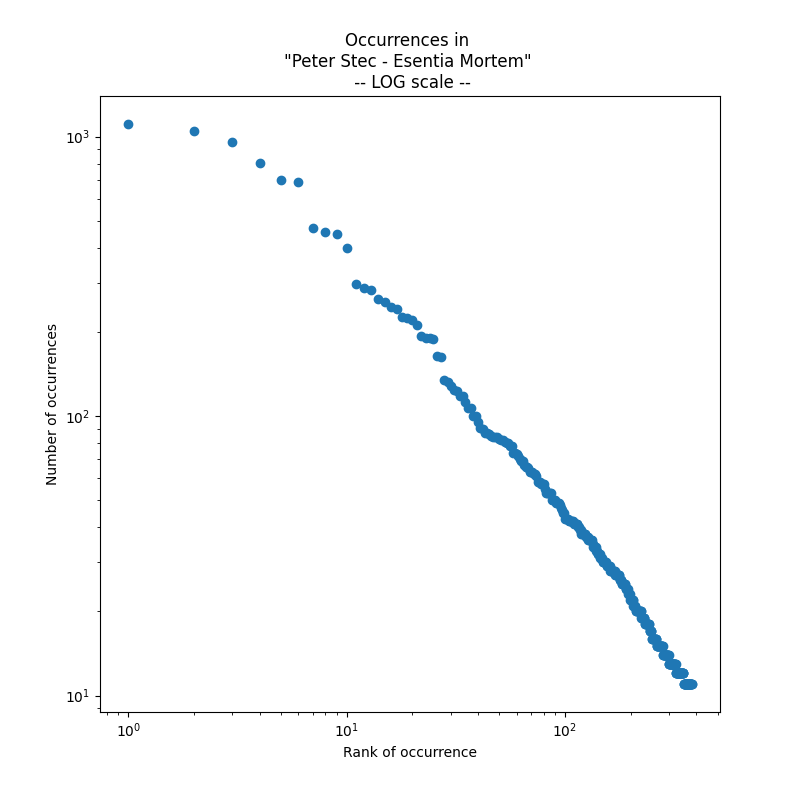 Occurrences in
"Peter Stec - Esentia Mortem"
-- LOG scale --
10³
10²
10¹
Number of occurrences
10⁰ 10¹ 10²
Rank of occurrence